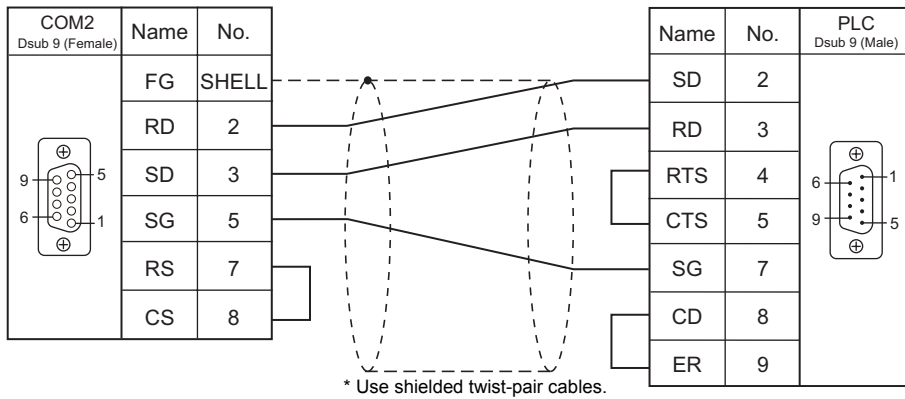 COM2
Dsub 9 (Female)
Name No.
FG SHELL
RD 2
SD 3
SG 5
RS 7
CS 8
9
5
6
1
Name No.
PLC
Dsub 9 (Male)
SD 2
RD 3
RTS 4
CTS 5
SG 7
CD 8
ER 9
6
1
9
5
* Use shielded twist-pair cables.